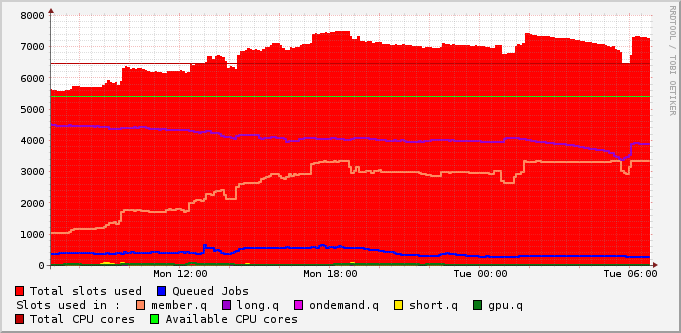 8000
7000
6000
5000
4000
3000
2000
1000
0
Mon 12:00 Mon 18:00 Tue 00:00 Tue 06:00
RRDTOOL / TOBI OETIKER
Total slots used Queued Jobs
Slots used in : member.q long.q ondemand.q short.q gpu.q
Total CPU cores Available CPU cores